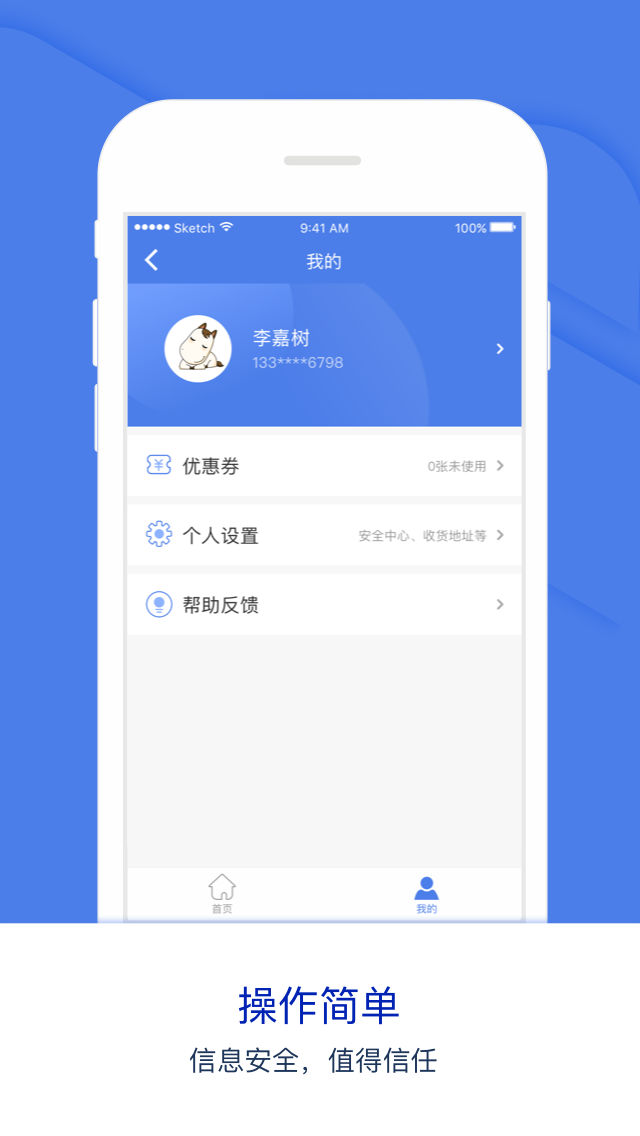 ●●●●● Sketch 9:41 AM 100%
我的
李嘉树
133****6798
优惠券 0张未使用
个人设置 安全中心、收货地址等
帮助反馈
首页 我的
操作简单
信息安全，值得信任